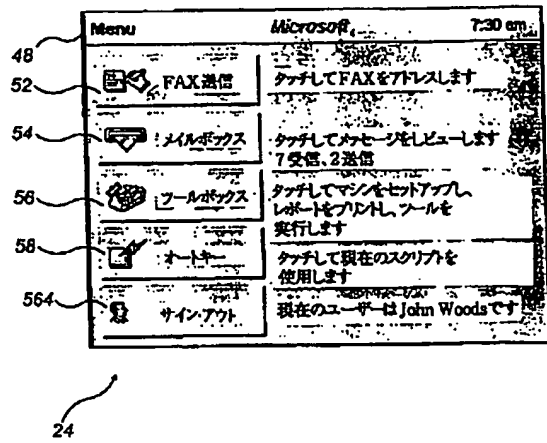 Menu Microsoft 7:30 am
48
52 FAX送信 タッチしてFAXをアドレスします
54 メイルボックス タッチしてメッセージをレビューします
7受信、2送信
56 ツールボックス タッチしてマシンをセットアップし、
レポートをプリントし、ツールを
実行します
58 オートキー タッチして現在のスクリプトを
使用します
564 サイン・アウト 現在のユーザーはJohn Woodsです
24